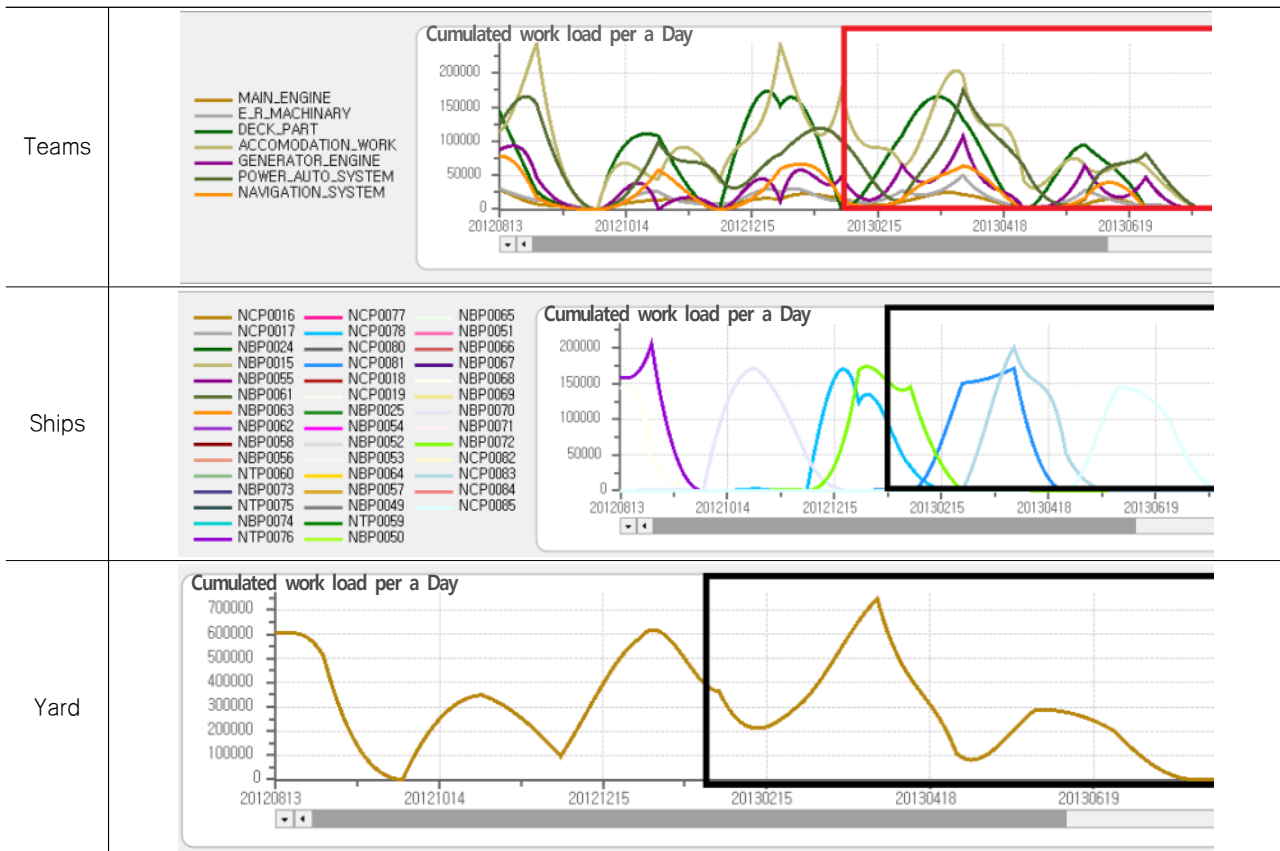 Teams
Cumulated work load per a Day
MAIN_ENGINE
E_R_MACHINARY
DECK_PART
ACCOMODATION_WORK
GENERATOR_ENGINE
POWER_AUTO_SYSTEM
NAVIGATION_SYSTEM
200000
150000
100000
50000
0
20120813 20121014 20121215 20130215 20130418 20130619
Ships
NCP0016 NCP0077 NBP0065
NCP0017 NCP0078 NBP0051
NBP0024 NCP0080 NBP0066
NBP0015 NCP0081 NBP0067
NBP0055 NCP0018 NBP0068
NBP0061 NCP0019 NBP0069
NBP0063 NBP0025 NBP0070
NBP0062 NBP0054 NBP0071
NBP0058 NBP0052 NBP0072
NBP0056 NBP0053 NCP0082
NTP0060 NBP0064 NCP0083
NBP0073 NBP0057 NCP0084
NTP0075 NBP0049 NCP0085
NBP0074 NTP0059
NTP0076 NBP0050
Cumulated work load per a Day
200000
150000
100000
50000
0
20120813 20121014 20121215 20130215 20130418 20130619
Yard
Cumulated work load per a Day
700000
600000
500000
400000
300000
200000
100000
0
20120813 20121014 20121215 20130215 20130418 20130619